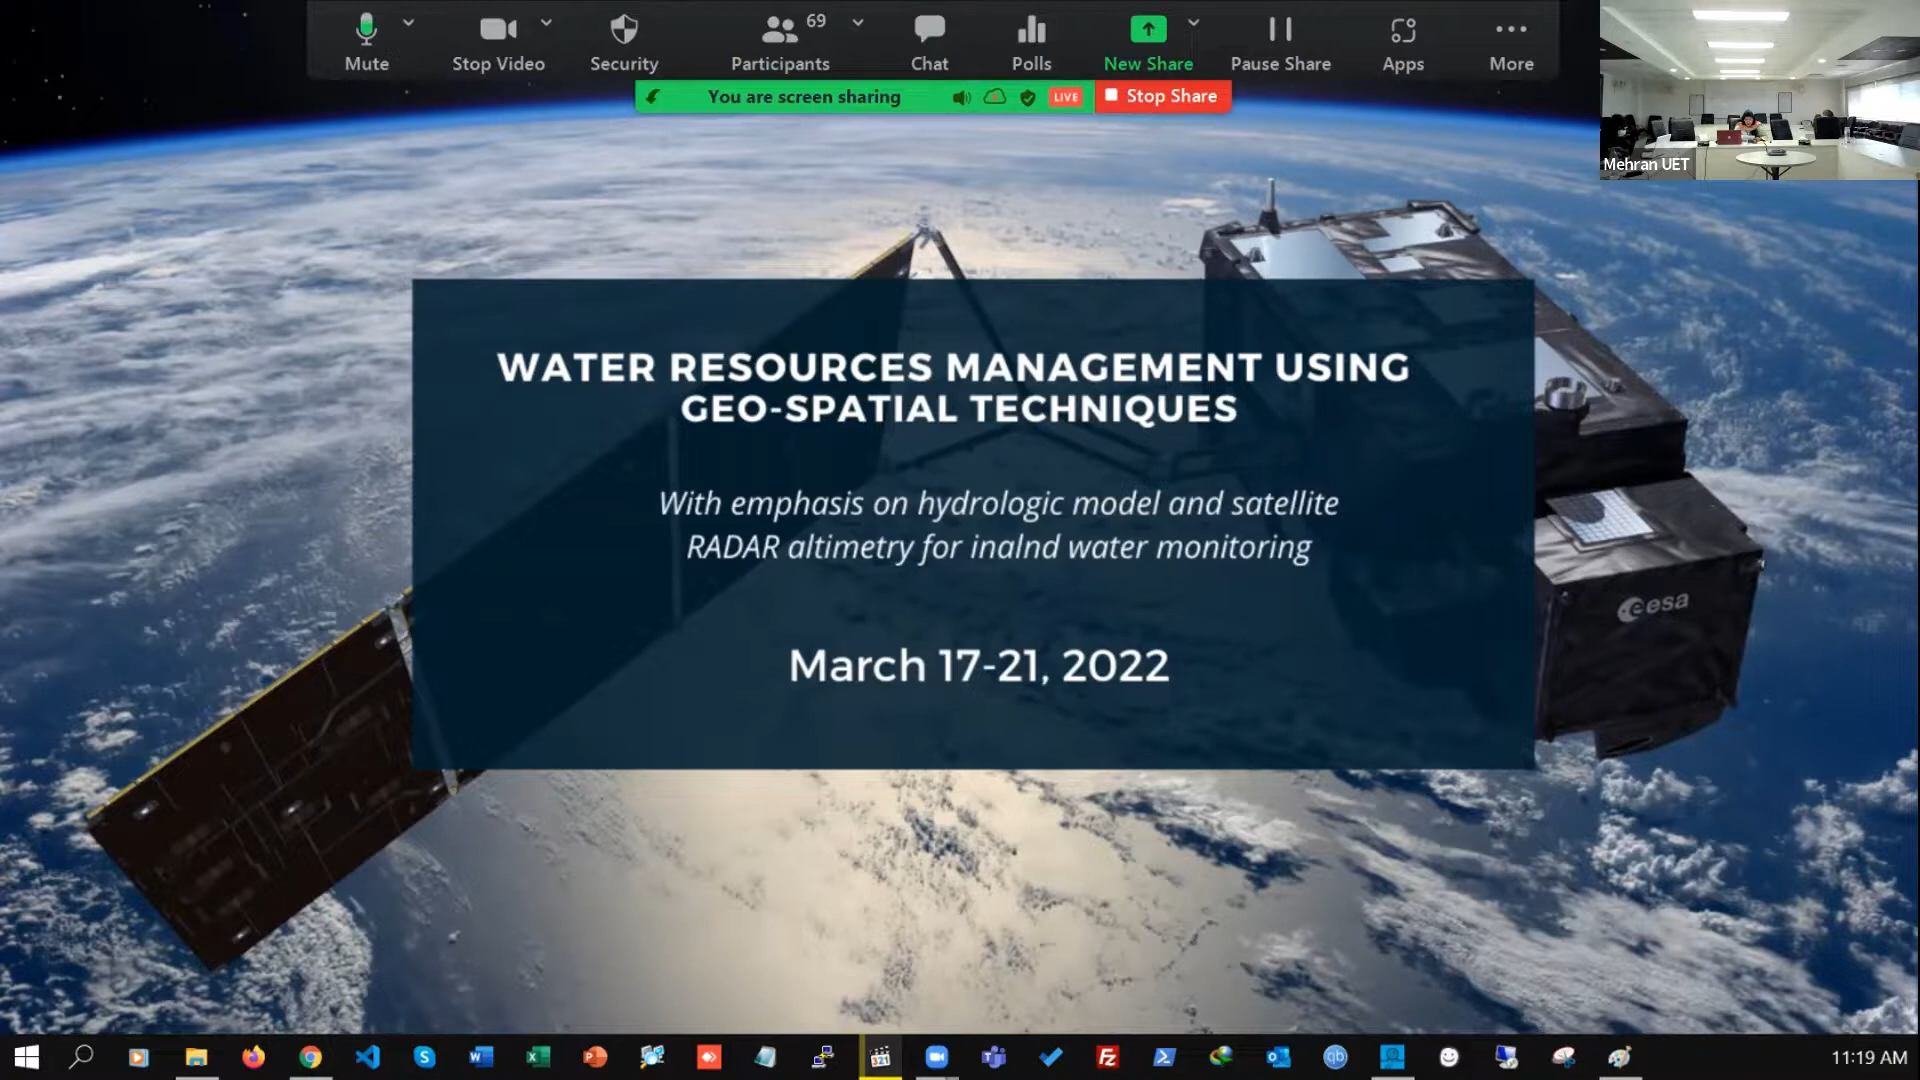 69
Mute
Stop Video
Security
Participants
Chat
Polls
New Share
Pause Share
Apps
More
You are screen sharing
LIVE
Stop Share
Mehran UET
WATER RESOURCES MANAGEMENT USING
GEO-SPATIAL TECHNIQUES
With emphasis on hydrologic model and satellite
RADAR altimetry for inalnd water monitoring
March 17-21, 2022
esa
321
qb
11:19 AM